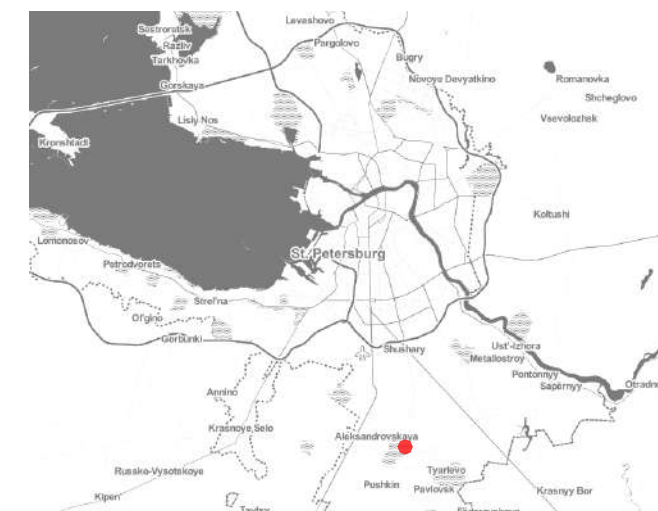 Levashovo
Sestroretsk
Pargolovo
Razliv
Tarkhovka
Bugry
Gorskaya
Novoye Devyatkino
Romanovka
Shcheglovo
Lisiy Nos
Vsevolozhsk
Kronshtadt
Koltushi
Lomonosov
St. Petersburg
Petrodvorets
Strel'na
Ol'gino
Gorbunki
Shushary
Ust'-Izhora
Metallostroy
Pontonnyy
Sapërnyy
Otradno
Annino
Krasnoye Selo
Aleksandrovskaya
Russko-Vysotskoye
Tyarlevo
Pushkin
Pavlovsk
Krasnyy Bor
Kipen